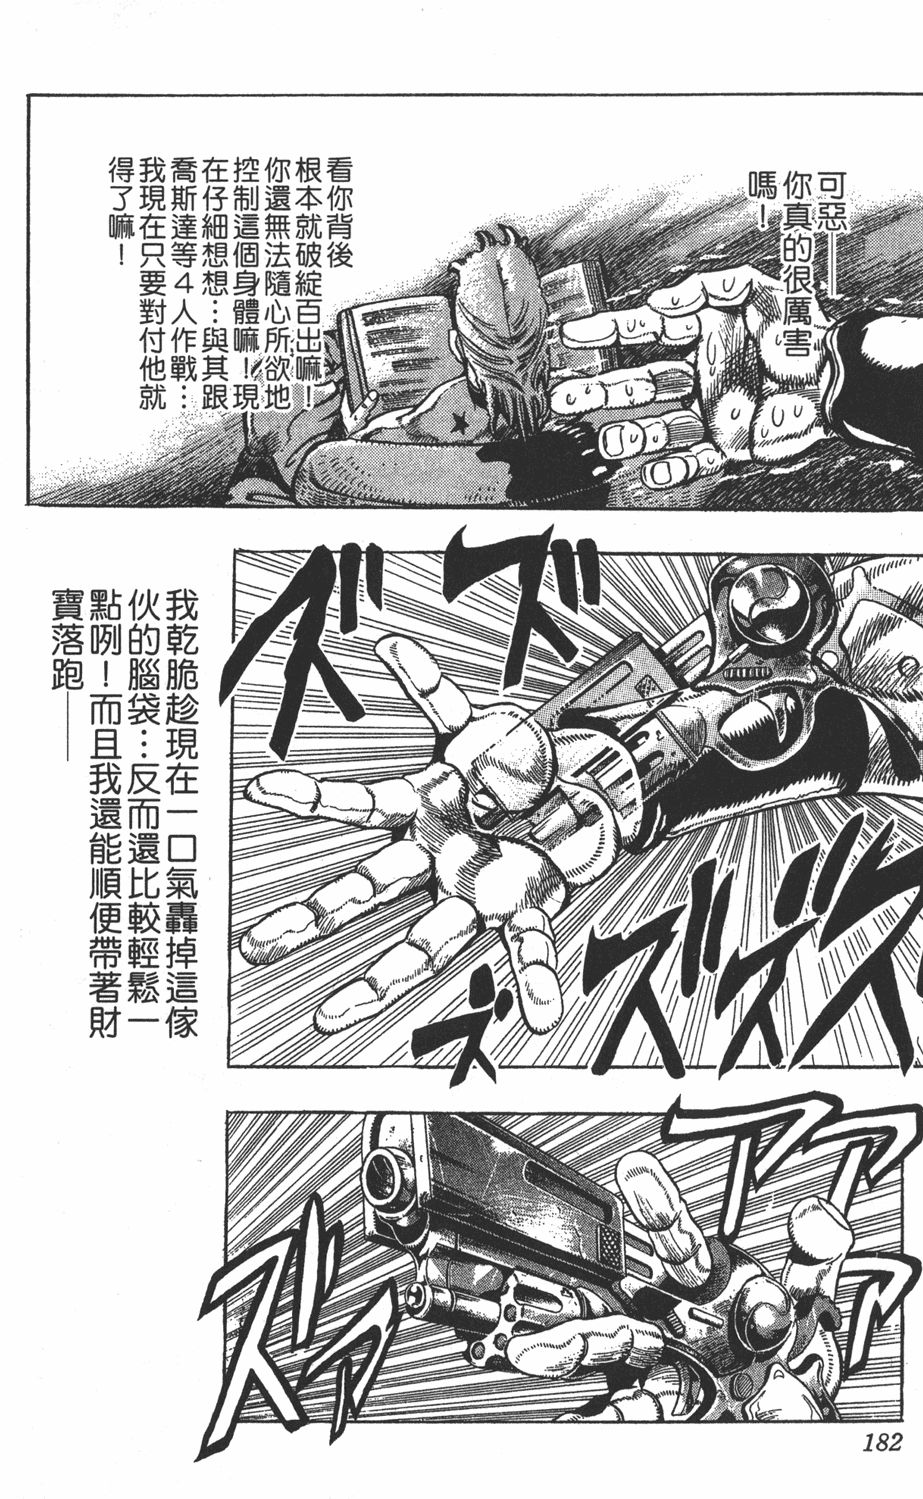 可惡——
你真的很厲害
嗎！
看你背後
根本就破綻百出嘛！
你還無法隨心所欲地
控制這個身體嘛！現
在仔細想想…與其跟
喬斯達等４人作戰…
我現在只要對付他就
得了嘛！
ズズ
ズズズズ
我乾脆趁現在一口氣轟掉這傢
伙的腦袋…反而還比較輕鬆一
點咧！而且我還能順便帶著財
寶落跑——
ズアアアア
182